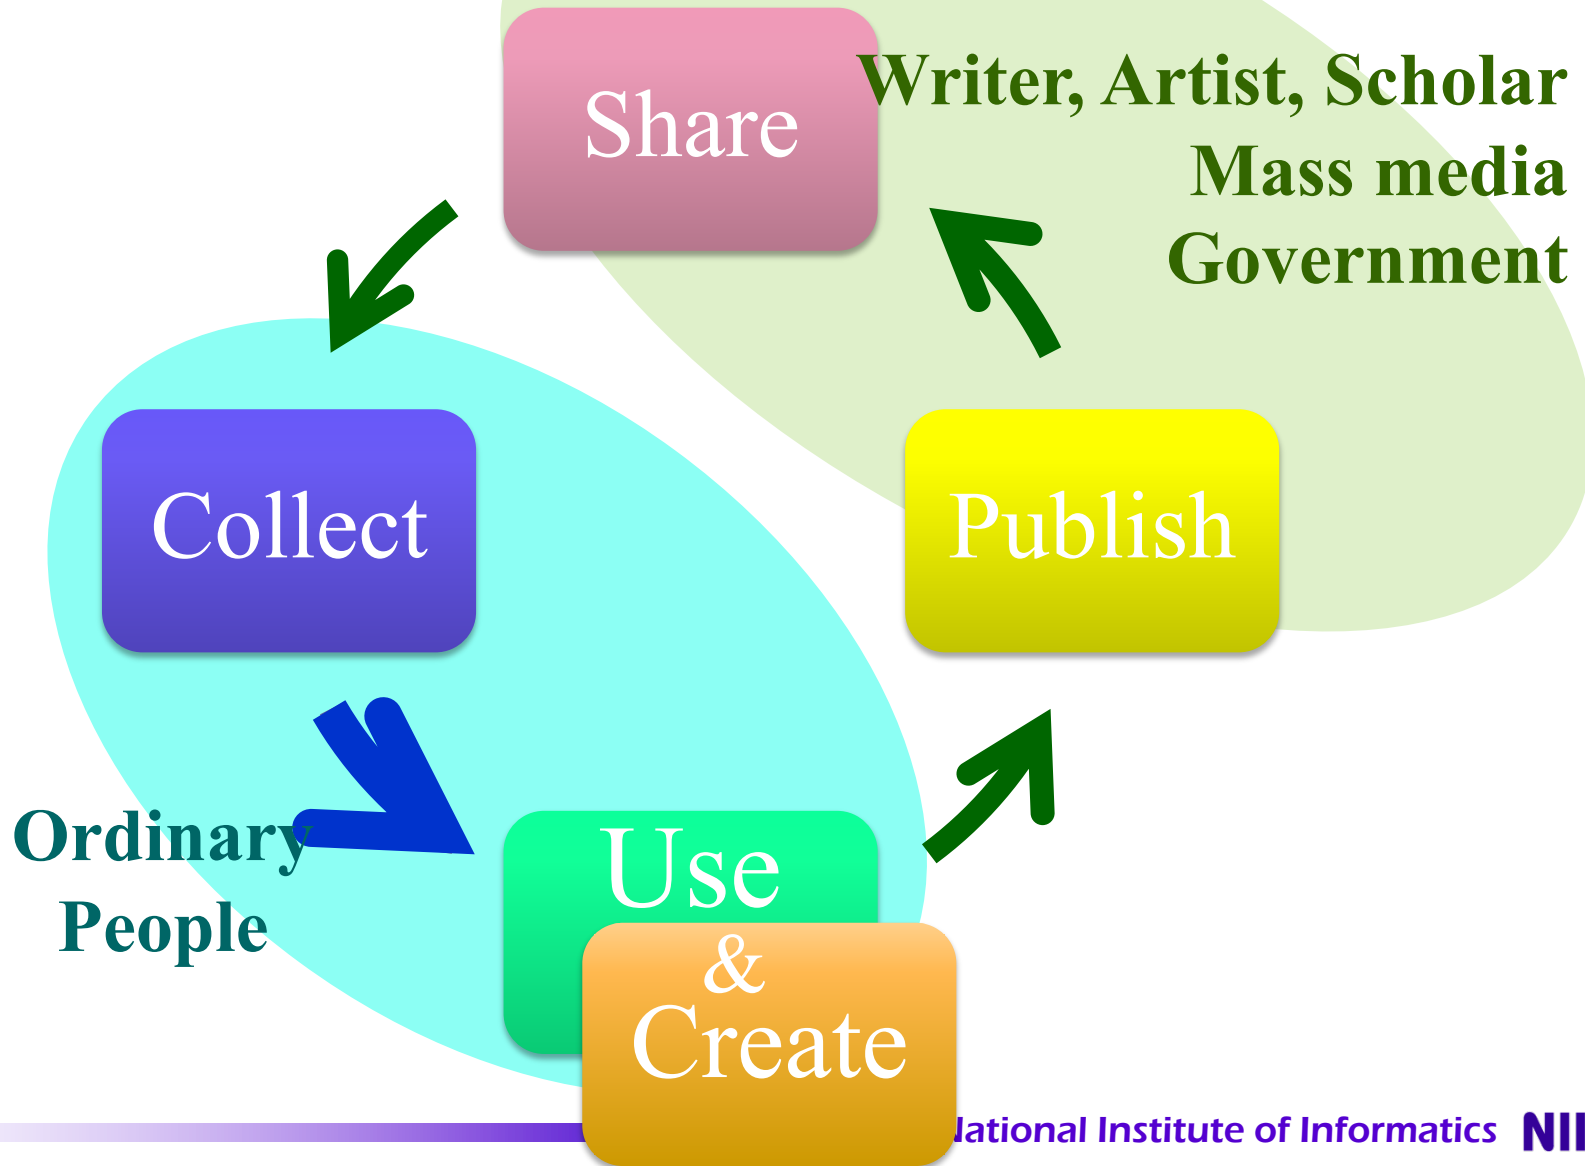 Share
Writer, Artist, Scholar
Mass media
Government
Collect
Publish
Ordinary
People
Use
&
Create
ational Institute of Informatics NII